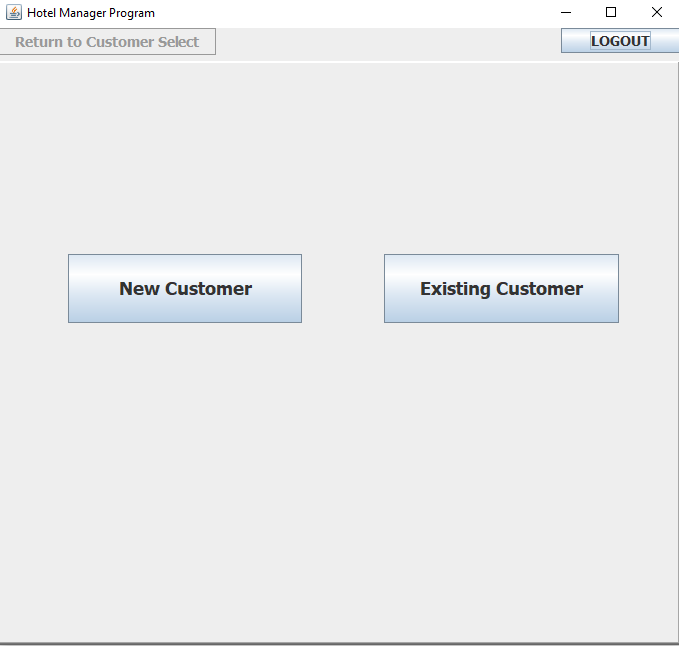 Hotel Manager Program
Return to Customer Select
LOGOUT
New Customer
Existing Customer